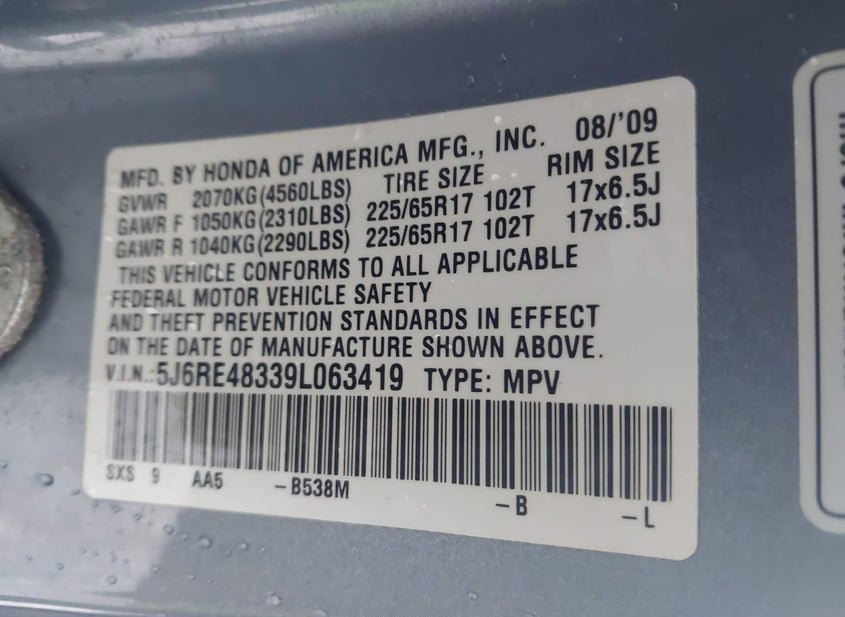 MFD. BY HONDA OF AMERICA MFG., INC. 08/'09
GVWR 2070KG(4560LBS) TIRE SIZE RIM SIZE
GAWR F 1050KG(2310LBS) 225/65R17 102T 17x6.5J
GAWR R 1040KG(2290LBS) 225/65R17 102T 17x6.5J
THIS VEHICLE CONFORMS TO ALL APPLICABLE
FEDERAL MOTOR VEHICLE SAFETY
AND THEFT PREVENTION STANDARDS IN EFFECT
ON THE DATE OF MANUFACTURE SHOWN ABOVE.
V.I.N.:5J6RE48339L063419 TYPE: MPV
SXS 9 AA5 -B538M -B -L